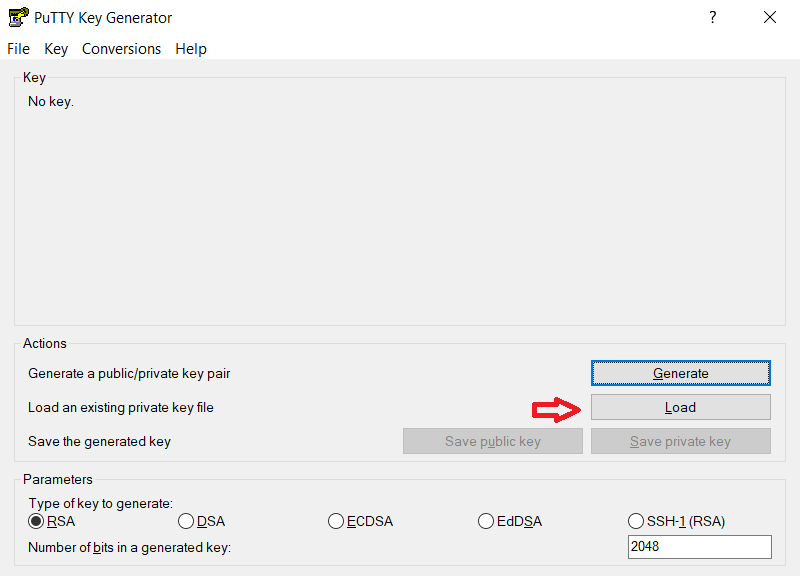 PuTTY Key Generator
?
File Key Conversions Help
Key
No key.
Actions
Generate a public/private key pair
Generate
Load an existing private key file
Load
Save the generated key
Save public key
Save private key
Parameters
Type of key to generate:
RSA DSA ECDSA EdDSA SSH-1 (RSA)
Number of bits in a generated key:
2048